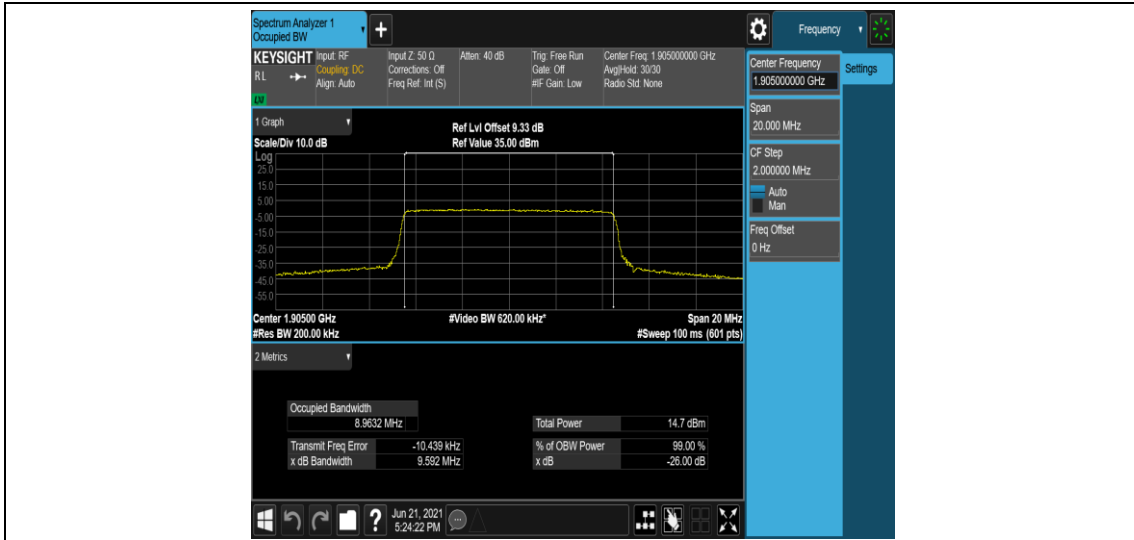 Spectrum Analyzer 1
Occupied BW
+
Frequency
KEYSIGHT
RL
Input: RF
Coupling: DC
Align: Auto
Input Z: 50 Ω
Corrections: Off
Freq Ref: Int (S)
Atten: 40 dB
Trig: Free Run
Gate: Off
#IF Gain: Low
Center Freq: 1.905000000 GHz
Avg|Hold: 30/30
Radio Std: None
Center Frequency
1.905000000 GHz
Settings
Span
20.000 MHz
CF Step
2.000000 MHz
Auto
Man
Freq Offset
0 Hz
1 Graph
Scale/Div 10.0 dB
Ref Lvl Offset 9.33 dB
Ref Value 35.00 dBm
Log
25.0
15.0
5.00
-5.00
-15.0
-25.0
-35.0
-45.0
-55.0
Center 1.90500 GHz
#Res BW 200.00 kHz
#Video BW 620.00 kHz*
Span 20 MHz
#Sweep 100 ms (601 pts)
2 Metrics
Occupied Bandwidth
8.9632 MHz
Total Power 14.7 dBm
Transmit Freq Error -10.439 kHz
% of OBW Power 99.00 %
x dB Bandwidth 9.592 MHz
x dB -26.00 dB
?
Jun 21, 2021
5:24:22 PM